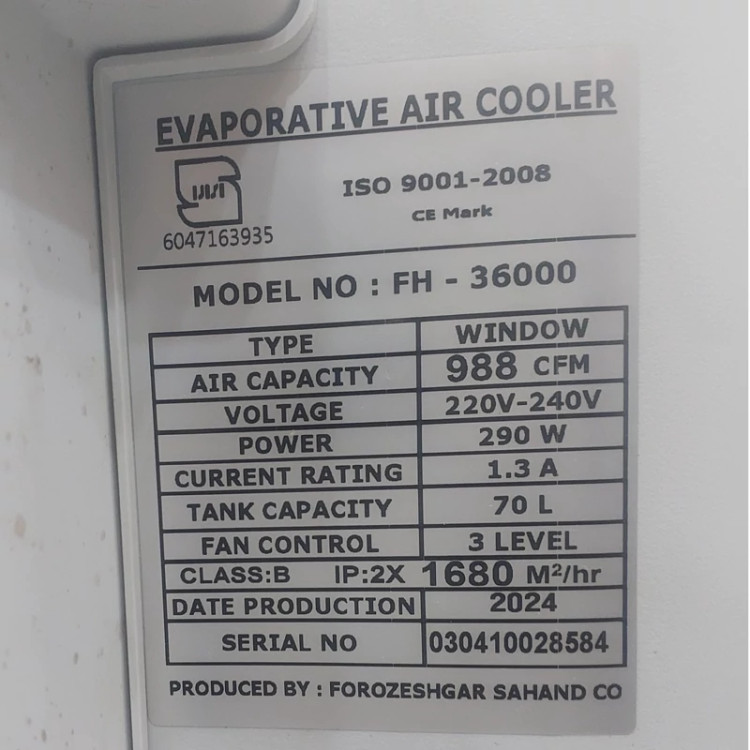 EVAPORATIVE AIR COOLER
ISIRI
ISO 9001-2008
CE Mark
6047163935
MODEL NO : FH - 36000
TYPE WINDOW
AIR CAPACITY 988 CFM
VOLTAGE 220V-240V
POWER 290 W
CURRENT RATING 1.3 A
TANK CAPACITY 70 L
FAN CONTROL 3 LEVEL
CLASS:B IP:2X 1680 M²/hr
DATE PRODUCTION 2024
SERIAL NO 030410028584
PRODUCED BY : FOROZESHGAR SAHAND CO